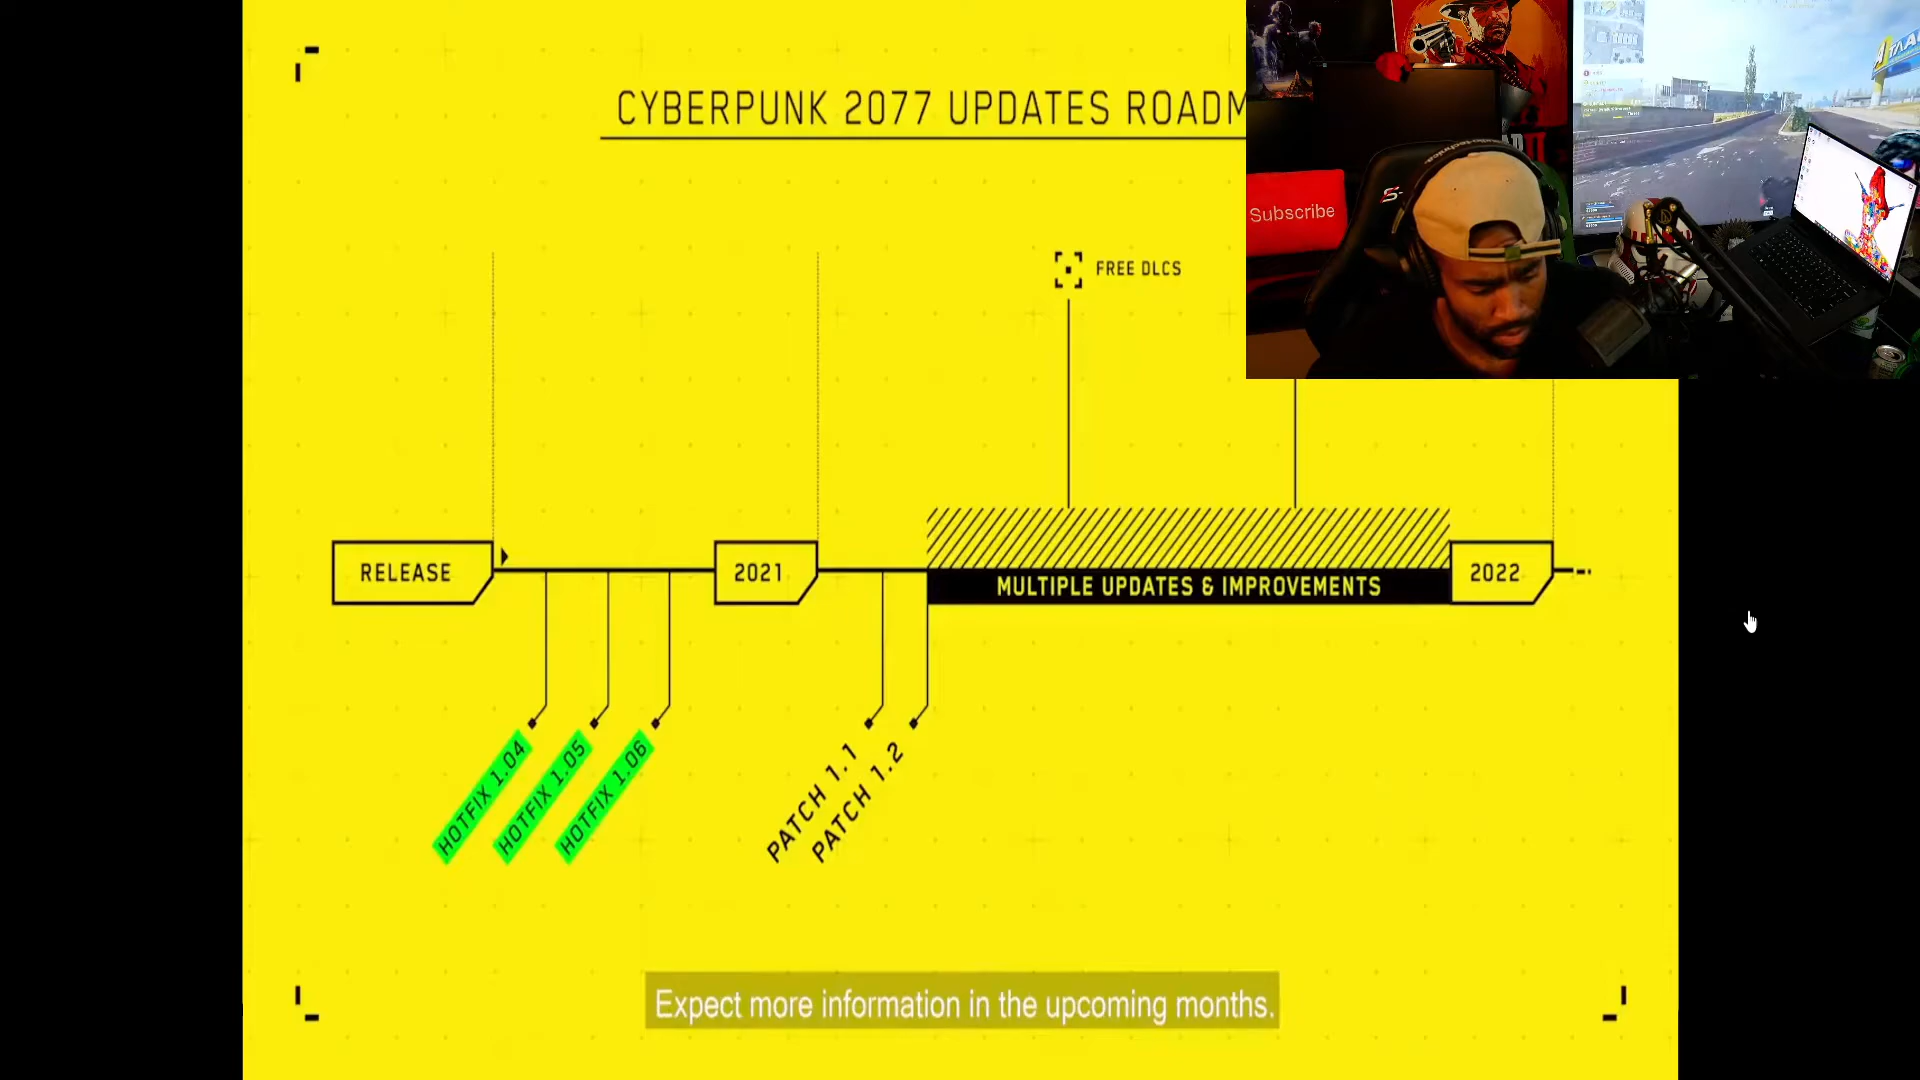 CYBERPUNK 2077 UPDATES ROADM
Subscribe
FREE DLCS
RELEASE
2021
MULTIPLE UPDATES & IMPROVEMENTS
2022
HOTFIX 1.04
HOTFIX 1.05
HOTFIX 1.06
PATCH 1.1
PATCH 1.2
Expect more information in the upcoming months.